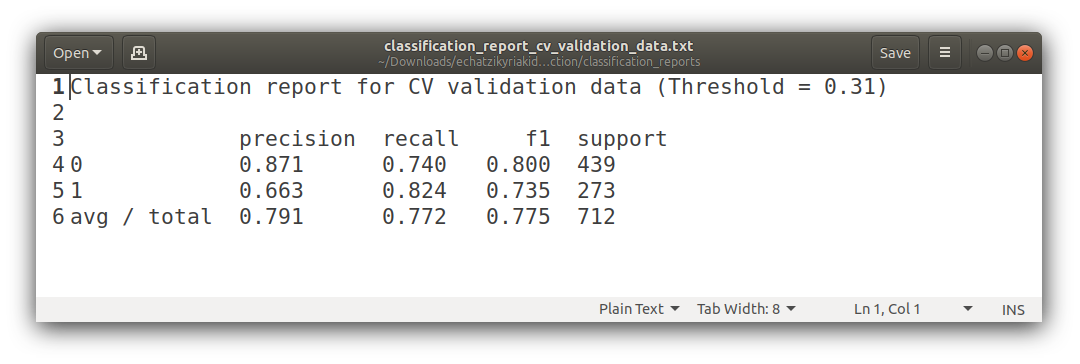 Open
classification_report_cv_validation_data.txt
~/Downloads/echatzikyriakid…ction/classification_reports
Save
1 Classification report for CV validation data (Threshold = 0.31)
2
3 precision recall f1 support
4 0 0.871 0.740 0.800 439
5 1 0.663 0.824 0.735 273
6 avg / total 0.791 0.772 0.775 712
Plain Text Tab Width: 8 Ln 1, Col 1 INS